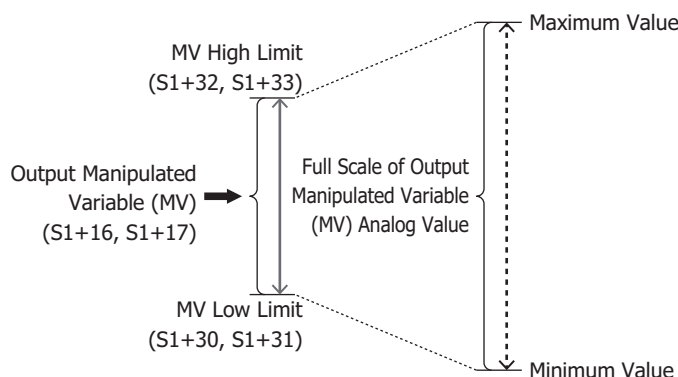 Maximum Value
MV High Limit
(S1+32, S1+33)
Output Manipulated
Variable (MV)
(S1+16, S1+17)
Full Scale of Output
Manipulated Variable
(MV) Analog Value
MV Low Limit
(S1+30, S1+31)
Minimum Value